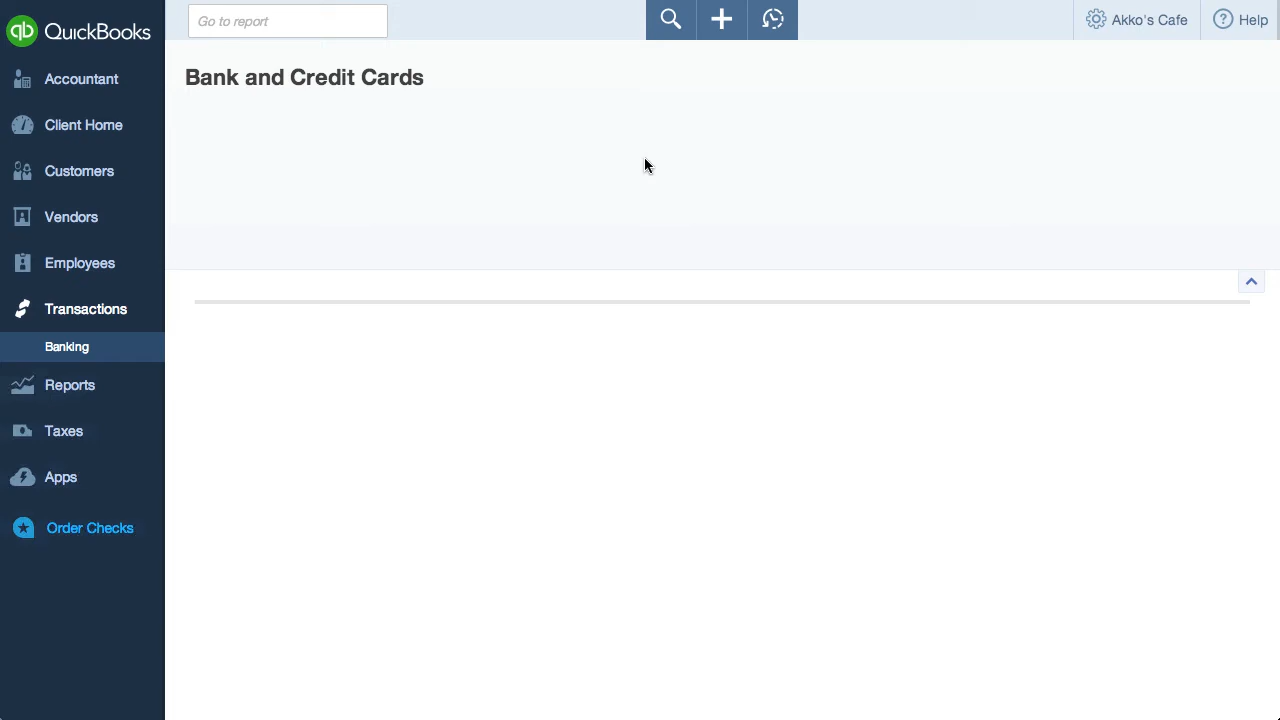 qb QuickBooks
Go to report
Akko's Cafe
? Help
Bank and Credit Cards
Accountant
Client Home
Customers
Vendors
Employees
Transactions
Banking
Reports
Taxes
Apps
Order Checks